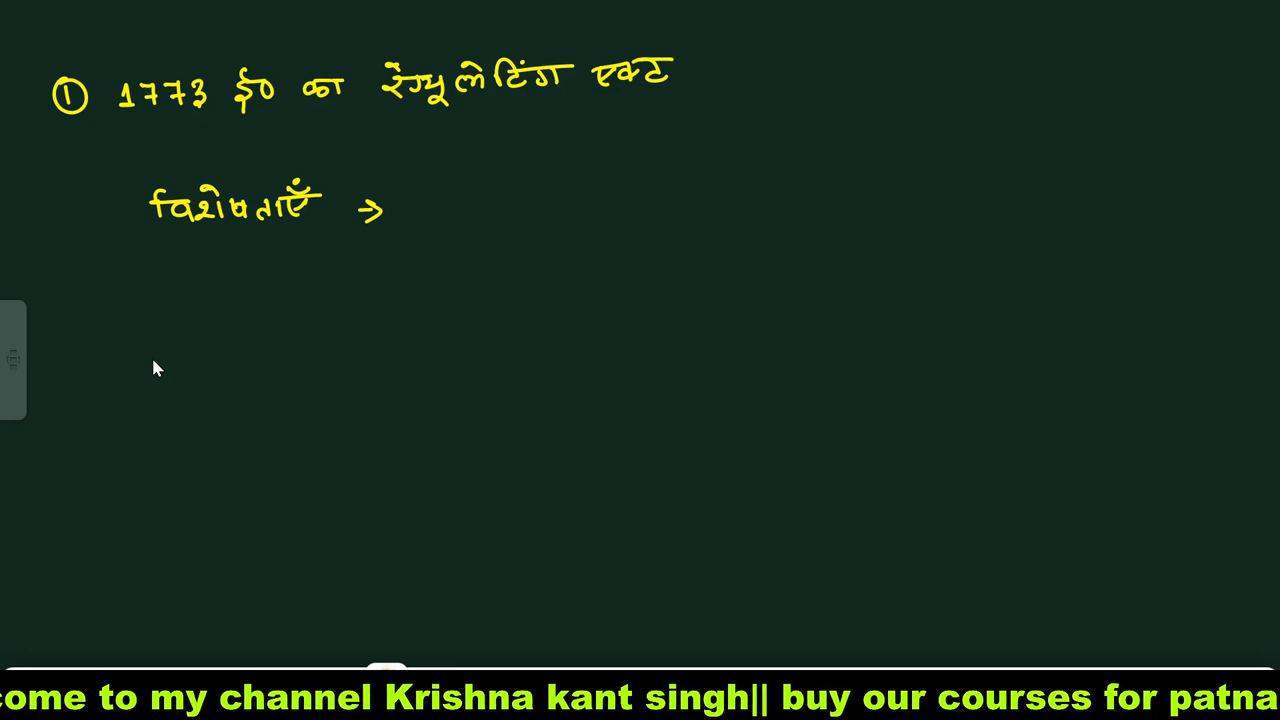 ① 1773 ई० का रेग्यूलेटिंग एक्ट
विशेषताएँ →
come to my channel Krishna kant singh|| buy our courses for patna